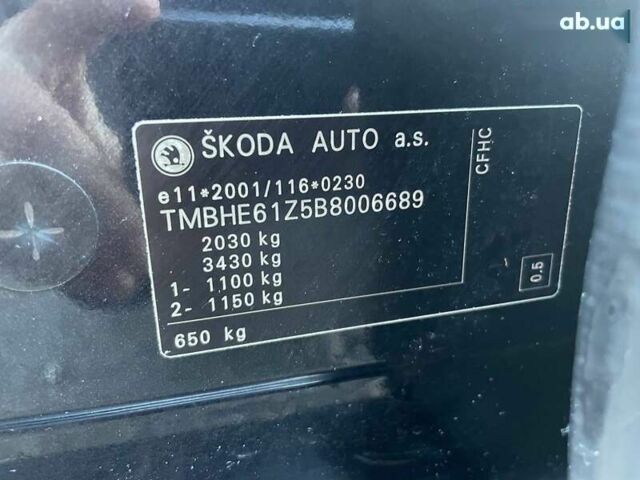 ab.ua
ŠKODA AUTO a.s.
e11*2001/116*0230
TMBHE61Z5B8006689
2030 kg
3430 kg
1- 1100 kg
2- 1150 kg
650 kg
CFHC
0.5